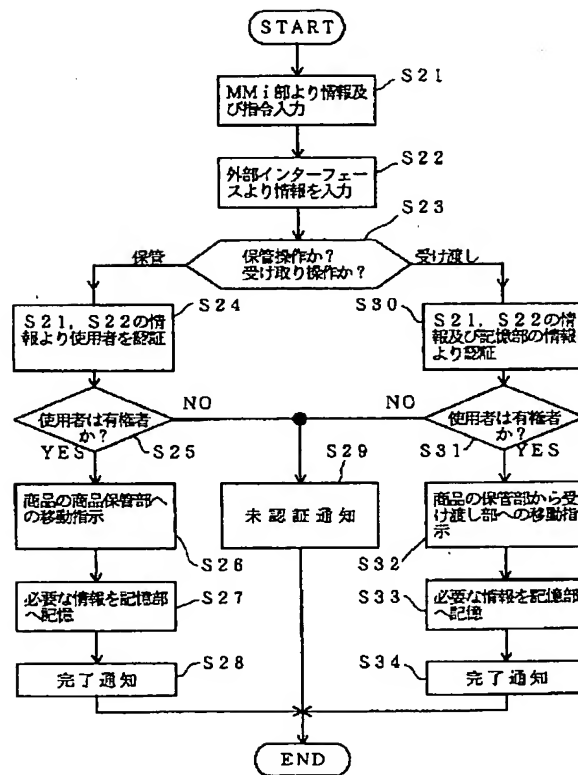 START
S21
MMi部より情報及
び指令入力
S22
外部インターフェー
スより情報を入力
S23
保管操作か?
受け取り操作か?
保管
受け渡し
S24
S21, S22の情
報より使用者を認証
使用者は有権者
か?
S25
YES
NO
S26
商品の商品保管部へ
の移動指示
S27
必要な情報を記憶部
へ記憶
S28
完了通知
S29
未認証通知
S30
S21, S22の情
報及び記憶部の情報
より認証
NO
使用者は有権者
か?
S31
YES
商品の保管部から受
け渡し部への移動指
示
S32
S33
必要な情報を記憶部
へ記憶
S34
完了通知
END